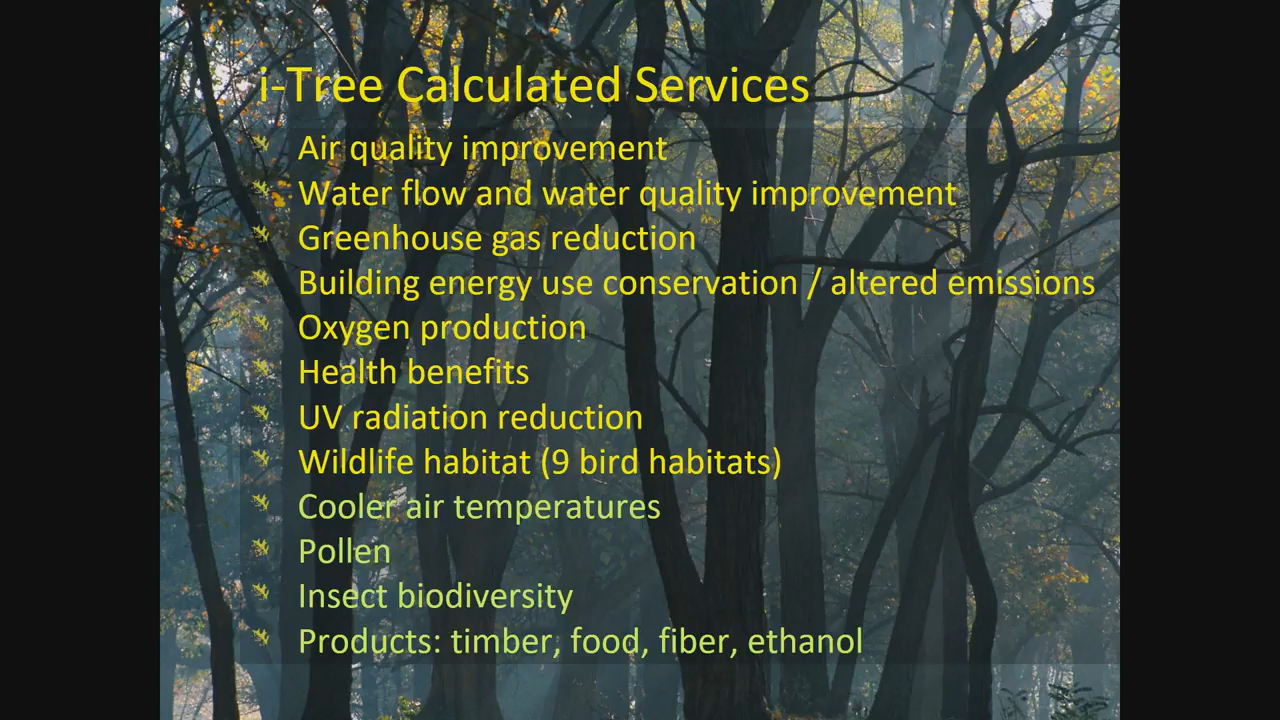 i-Tree Calculated Services
Air quality improvement
Water flow and water quality improvement
Greenhouse gas reduction
Building energy use conservation / altered emissions
Oxygen production
Health benefits
UV radiation reduction
Wildlife habitat (9 bird habitats)
Cooler air temperatures
Pollen
Insect biodiversity
Products: timber, food, fiber, ethanol